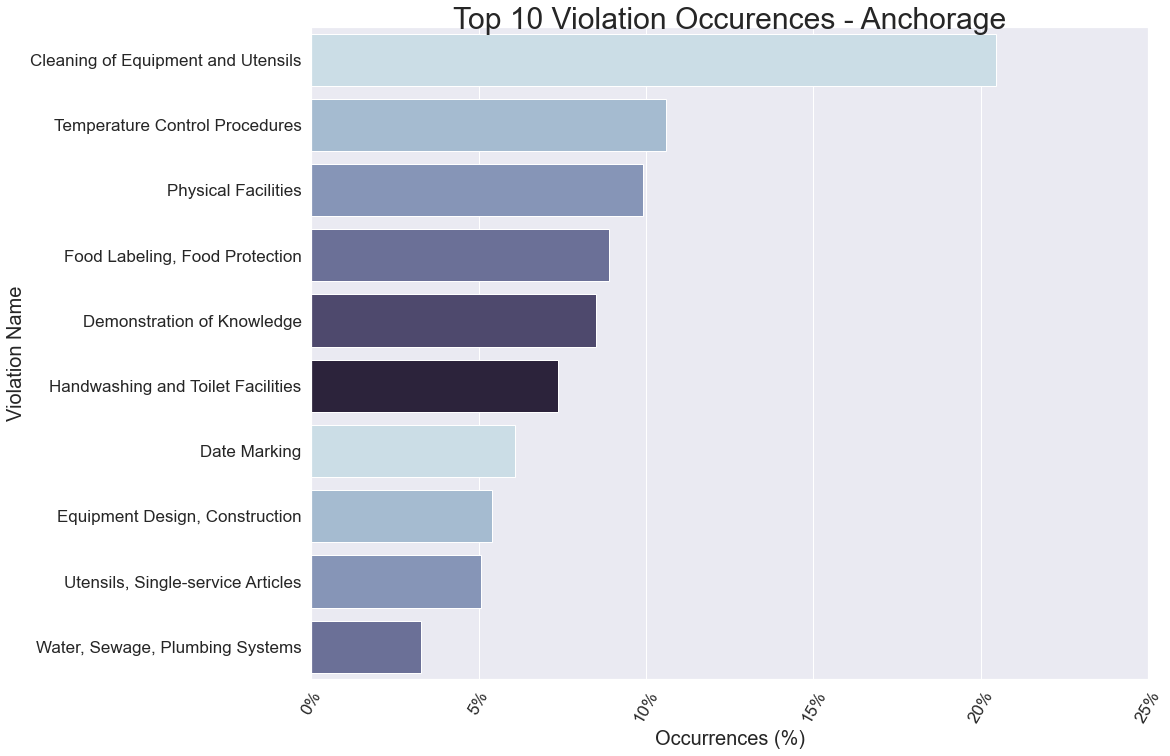 Top 10 Violation Occurences - Anchorage
Violation Name
Cleaning of Equipment and Utensils
Temperature Control Procedures
Physical Facilities
Food Labeling, Food Protection
Demonstration of Knowledge
Handwashing and Toilet Facilities
Date Marking
Equipment Design, Construction
Utensils, Single-service Articles
Water, Sewage, Plumbing Systems
0% 5% 10% 15% 20% 25%
Occurrences (%)